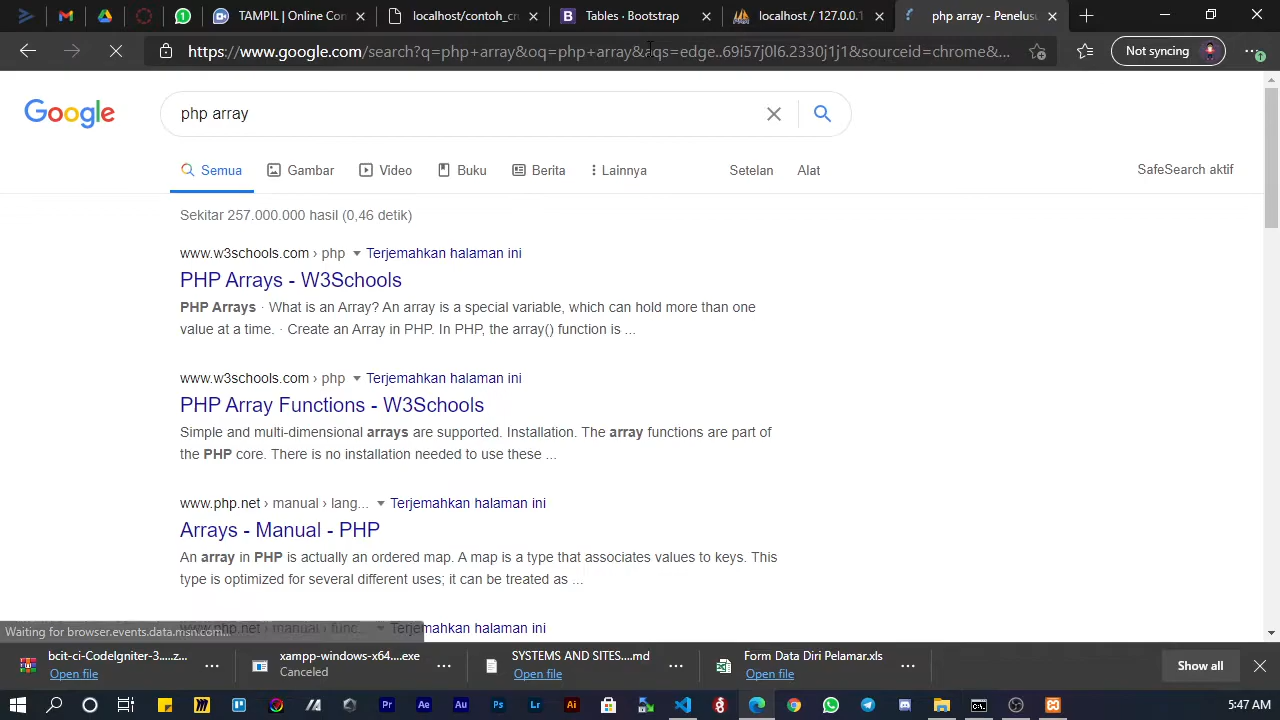 TAMPIL | Online Con
localhost/contoh_cr
Tables · Bootstrap
localhost / 127.0.0.1
php array - Penelus
https://www.google.com/search?q=php+array&oq=php+array&aqs=edge..69i57j0l6.2330j1j1&sourceid=chrome&...
Not syncing
Google
php array
Semua
Gambar
Video
Buku
Berita
Lainnya
Setelan
Alat
SafeSearch aktif
Sekitar 257.000.000 hasil (0,46 detik)
www.w3schools.com › php Terjemahkan halaman ini
PHP Arrays - W3Schools
PHP Arrays · What is an Array? An array is a special variable, which can hold more than one
value at a time. · Create an Array in PHP. In PHP, the array() function is ...
www.w3schools.com › php Terjemahkan halaman ini
PHP Array Functions - W3Schools
Simple and multi-dimensional arrays are supported. Installation. The array functions are part of
the PHP core. There is no installation needed to use these ...
www.php.net › manual › lang... Terjemahkan halaman ini
Arrays - Manual - PHP
An array in PHP is actually an ordered map. A map is a type that associates values to keys. This
type is optimized for several different uses; it can be treated as ...
www.php.net › manual › func... Terjemahkan halaman ini
Waiting for browser.events.data.msn.com...
bcit-ci-CodeIgniter-3.....z...
Open file
xampp-windows-x64....exe
Canceled
SYSTEMS AND SITES....md
Open file
Form Data Diri Pelamar.xls
Open file
Show all
5:47 AM